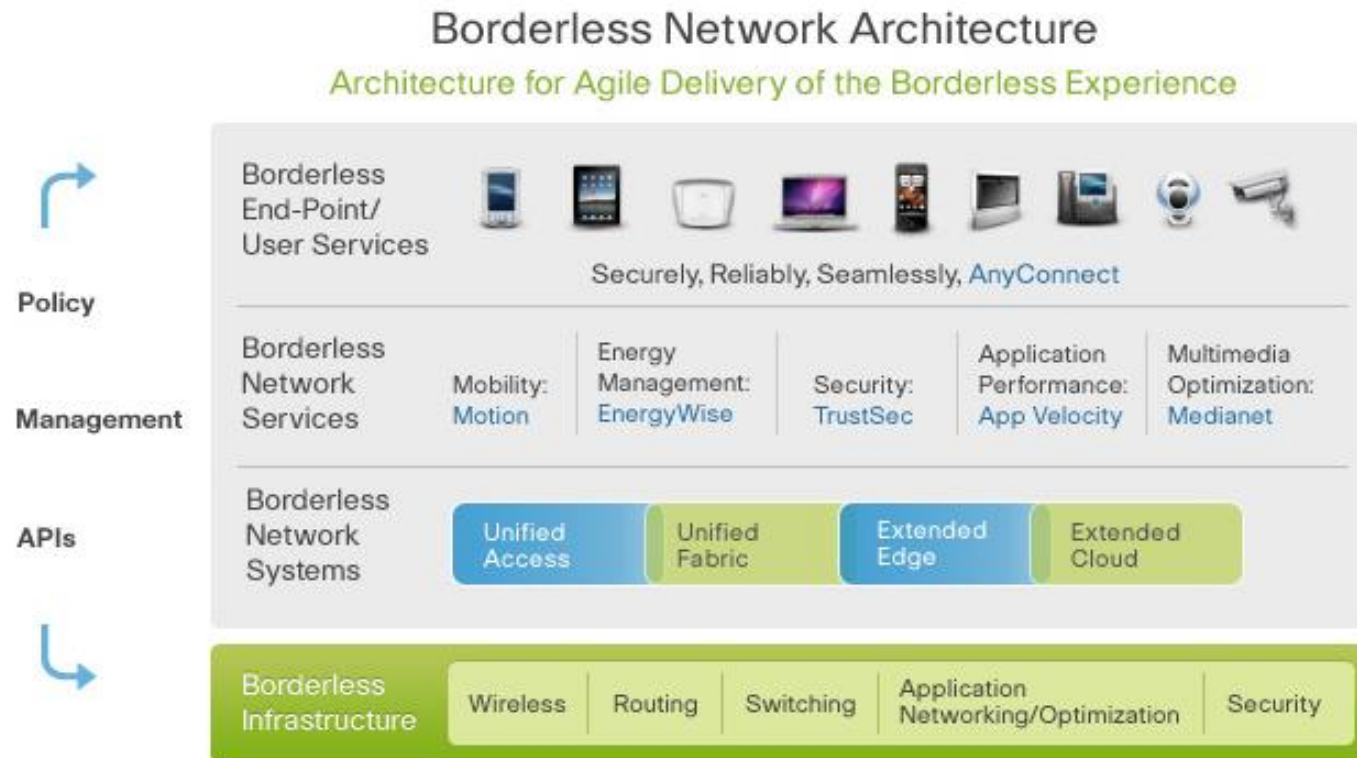 Borderless Network Architecture
Architecture for Agile Delivery of the Borderless Experience
Policy
Management
APIs
Borderless
End-Point/
User Services
Securely, Reliably, Seamlessly, AnyConnect
Borderless
Network
Services
Mobility:
Motion
Energy
Management:
EnergyWise
Security:
TrustSec
Application
Performance:
App Velocity
Multimedia
Optimization:
Medianet
Borderless
Network
Systems
Unified
Access
Unified
Fabric
Extended
Edge
Extended
Cloud
Borderless
Infrastructure
Wireless
Routing
Switching
Application
Networking/Optimization
Security